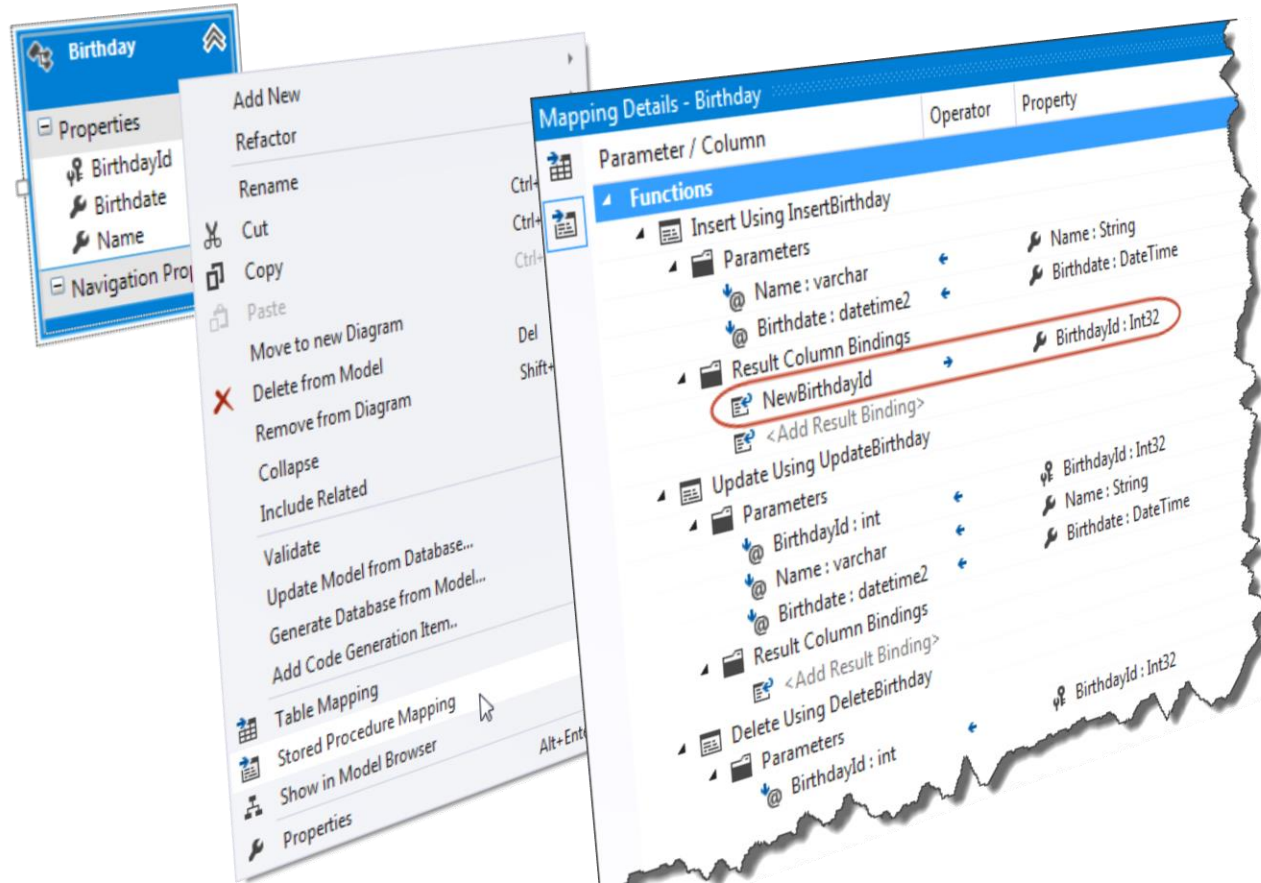 Birthday
Properties
BirthdayId
Birthdate
Name
Navigation Prop
Add New
Refactor
Rename
Cut Ctrl+
Copy Ctrl+
Paste Ctrl+
Move to new Diagram
Delete from Model Del
Remove from Diagram Shift+
Collapse
Include Related
Validate
Update Model from Database...
Generate Database from Model...
Add Code Generation Item..
Table Mapping
Stored Procedure Mapping
Show in Model Browser
Properties Alt+Ente
Mapping Details - Birthday
Parameter / Column Operator Property
Functions
Insert Using InsertBirthday
Parameters
@ Name : varchar Name : String
@ Birthdate : datetime2 Birthdate : DateTime
Result Column Bindings
NewBirthdayId BirthdayId : Int32
<Add Result Binding>
Update Using UpdateBirthday
Parameters
@ BirthdayId : int BirthdayId : Int32
@ Name : varchar Name : String
@ Birthdate : datetime2 Birthdate : DateTime
Result Column Bindings
<Add Result Binding>
Delete Using DeleteBirthday
Parameters
@ BirthdayId : int BirthdayId : Int32